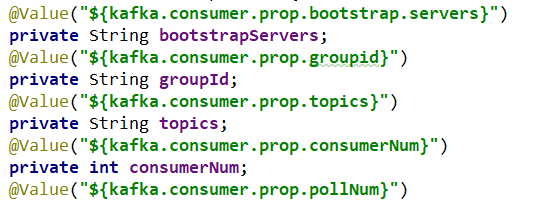 @Value("${kafka.consumer.prop.bootstrap.servers}")
private String bootstrapServers;
@Value("${kafka.consumer.prop.groupid}")
private String groupId;
@Value("${kafka.consumer.prop.topics}")
private String topics;
@Value("${kafka.consumer.prop.consumerNum}")
private int consumerNum;
@Value("${kafka.consumer.prop.pollNum}")